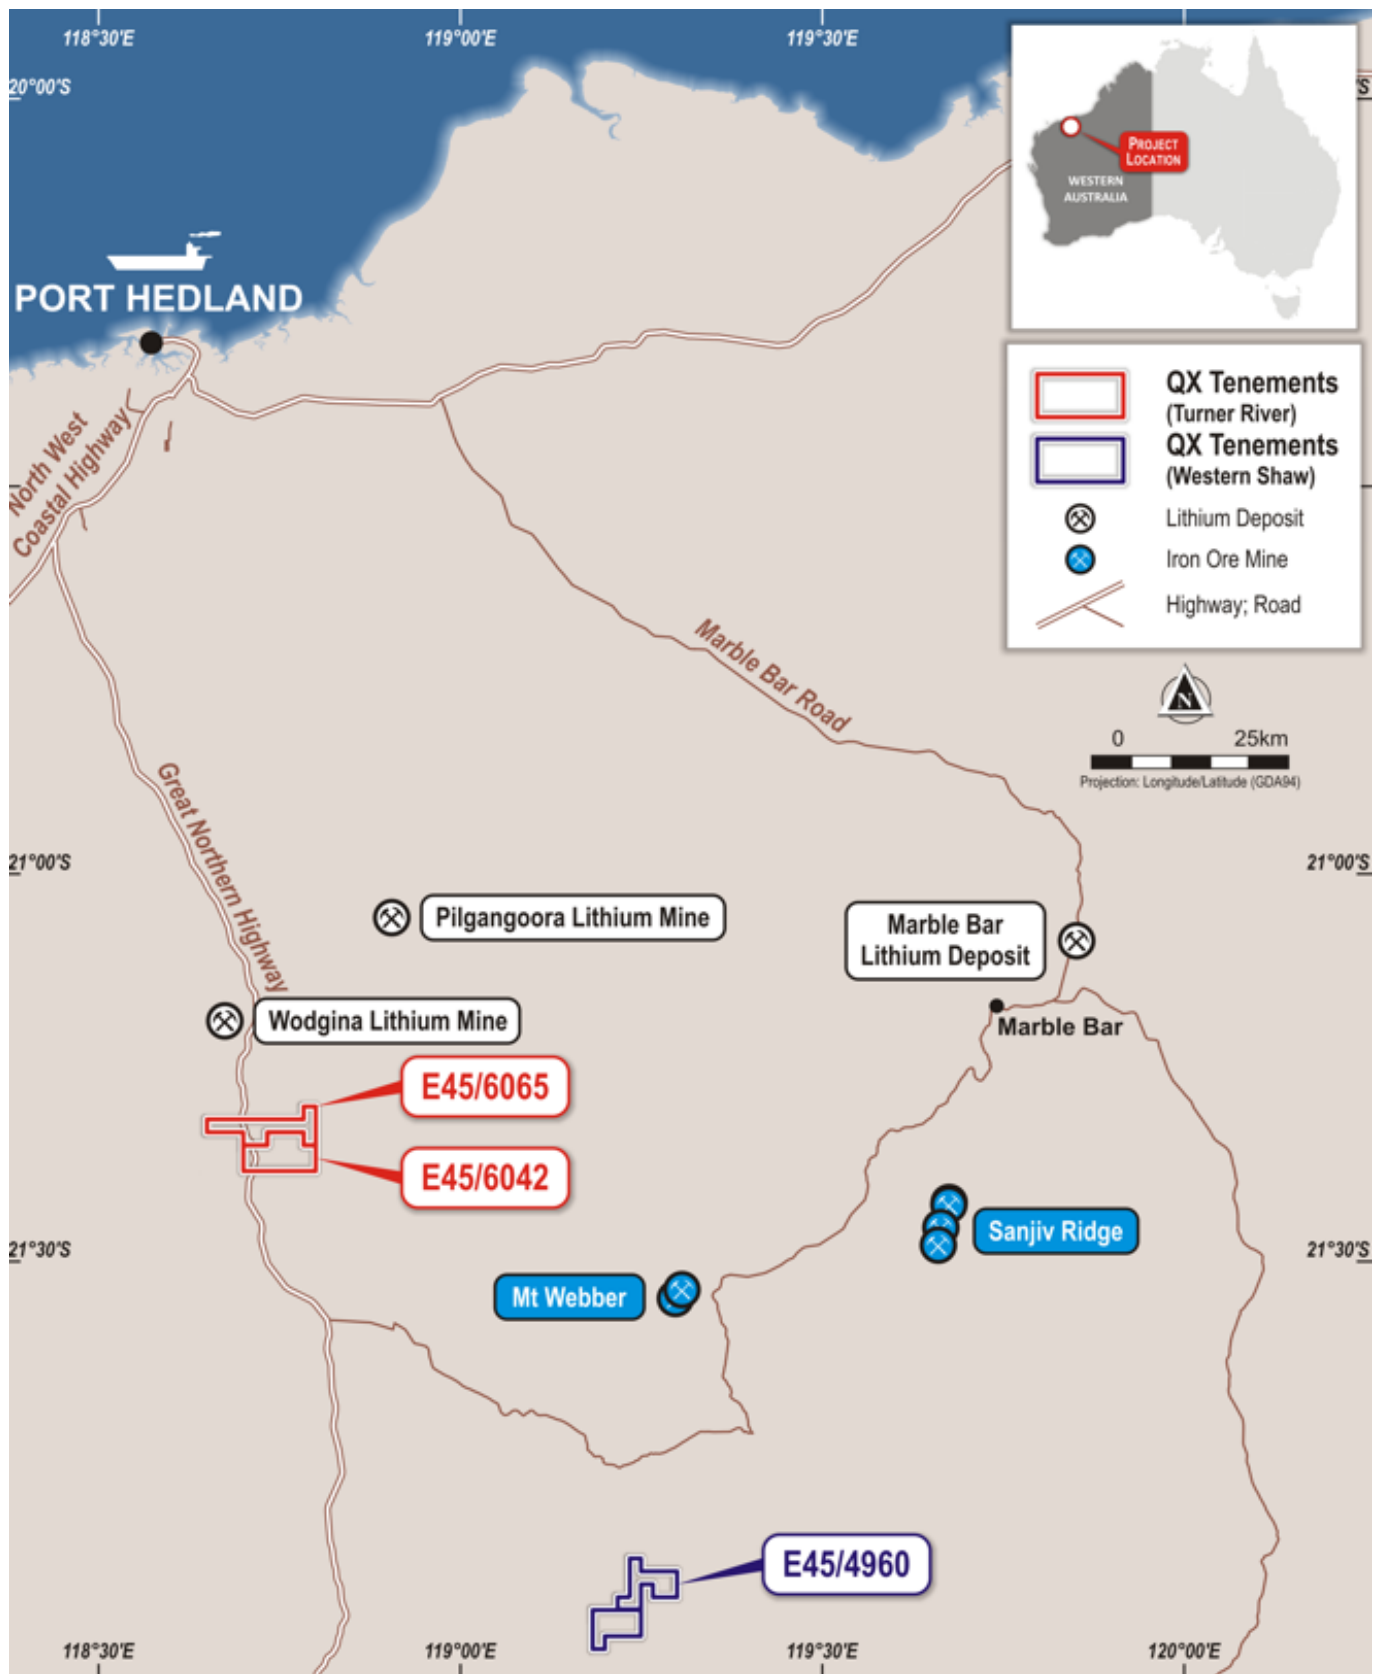 118°30'E
119°00'E
119°30'E
20°00'S
'S
PROJECT
LOCATION
WESTERN
AUSTRALIA
PORT HEDLAND
QX Tenements
(Turner River)
QX Tenements
(Western Shaw)
Lithium Deposit
Iron Ore Mine
Highway; Road
North West
Coastal Highway
Marble Bar Road
N
0 25km
Projection: Longitude/Latitude (GDA94)
Great Northern Highway
21°00'S
21°00'S
Pilgangoora Lithium Mine
Marble Bar
Lithium Deposit
Wodgina Lithium Mine
Marble Bar
E45/6065
E45/6042
Sanjiv Ridge
21°30'S
21°30'S
Mt Webber
E45/4960
118°30'E
119°00'E
119°30'E
120°00'E